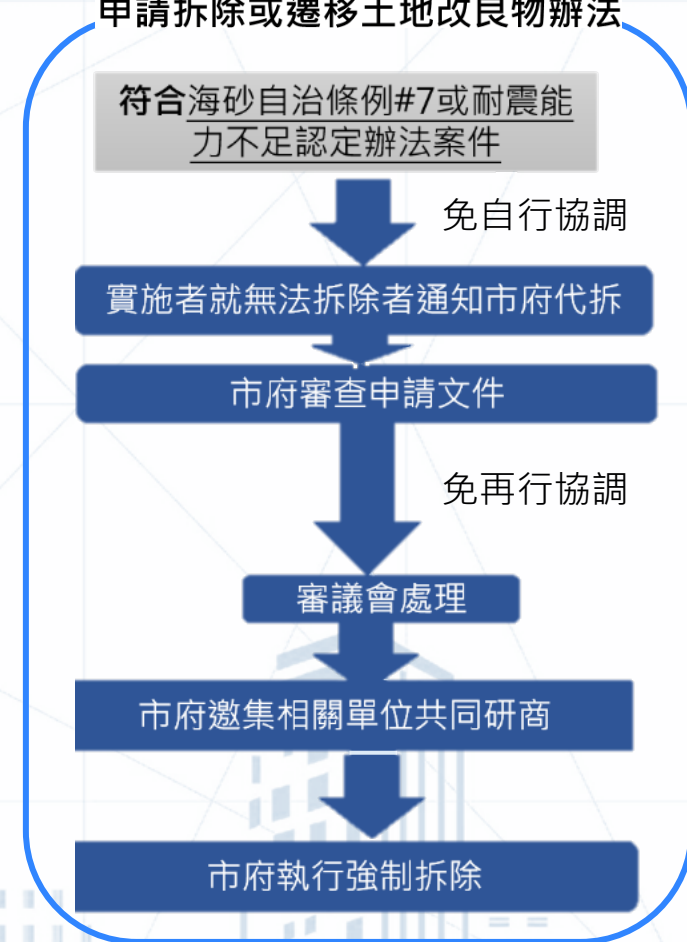 申請拆除或遷移土地改良物辦法
符合海砂自治條例#7或耐震能
力不足認定辦法案件
免自行協調
實施者就無法拆除者通知市府代拆
市府審查申請文件
免再行協調
審議會處理
市府邀集相關單位共同研商
市府執行強制拆除